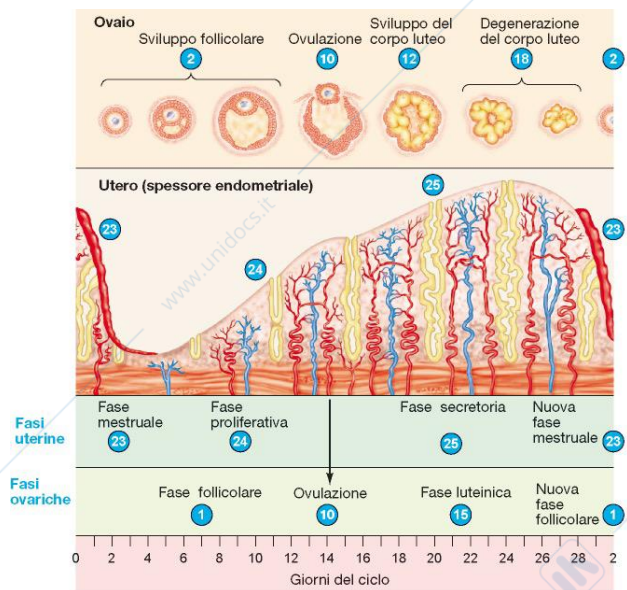 Ovaio
Sviluppo follicolare
2
Ovulazione
10
Sviluppo del
corpo luteo
12
Degenerazione
del corpo luteo
18
2
Utero (spessore endometriale)
23
24
25
23
www.unidocs.it
Fasi
uterine
Fase
mestruale
23
Fase
proliferativa
24
Fase secretoria
25
Nuova
fase
mestruale
23
Fasi
ovariche
Fase follicolare
1
Ovulazione
10
Fase luteinica
15
Nuova
fase
follicolare
1
0 2 4 6 8 10 12 14 16 18 20 22 24 26 28 2
Giorni del ciclo